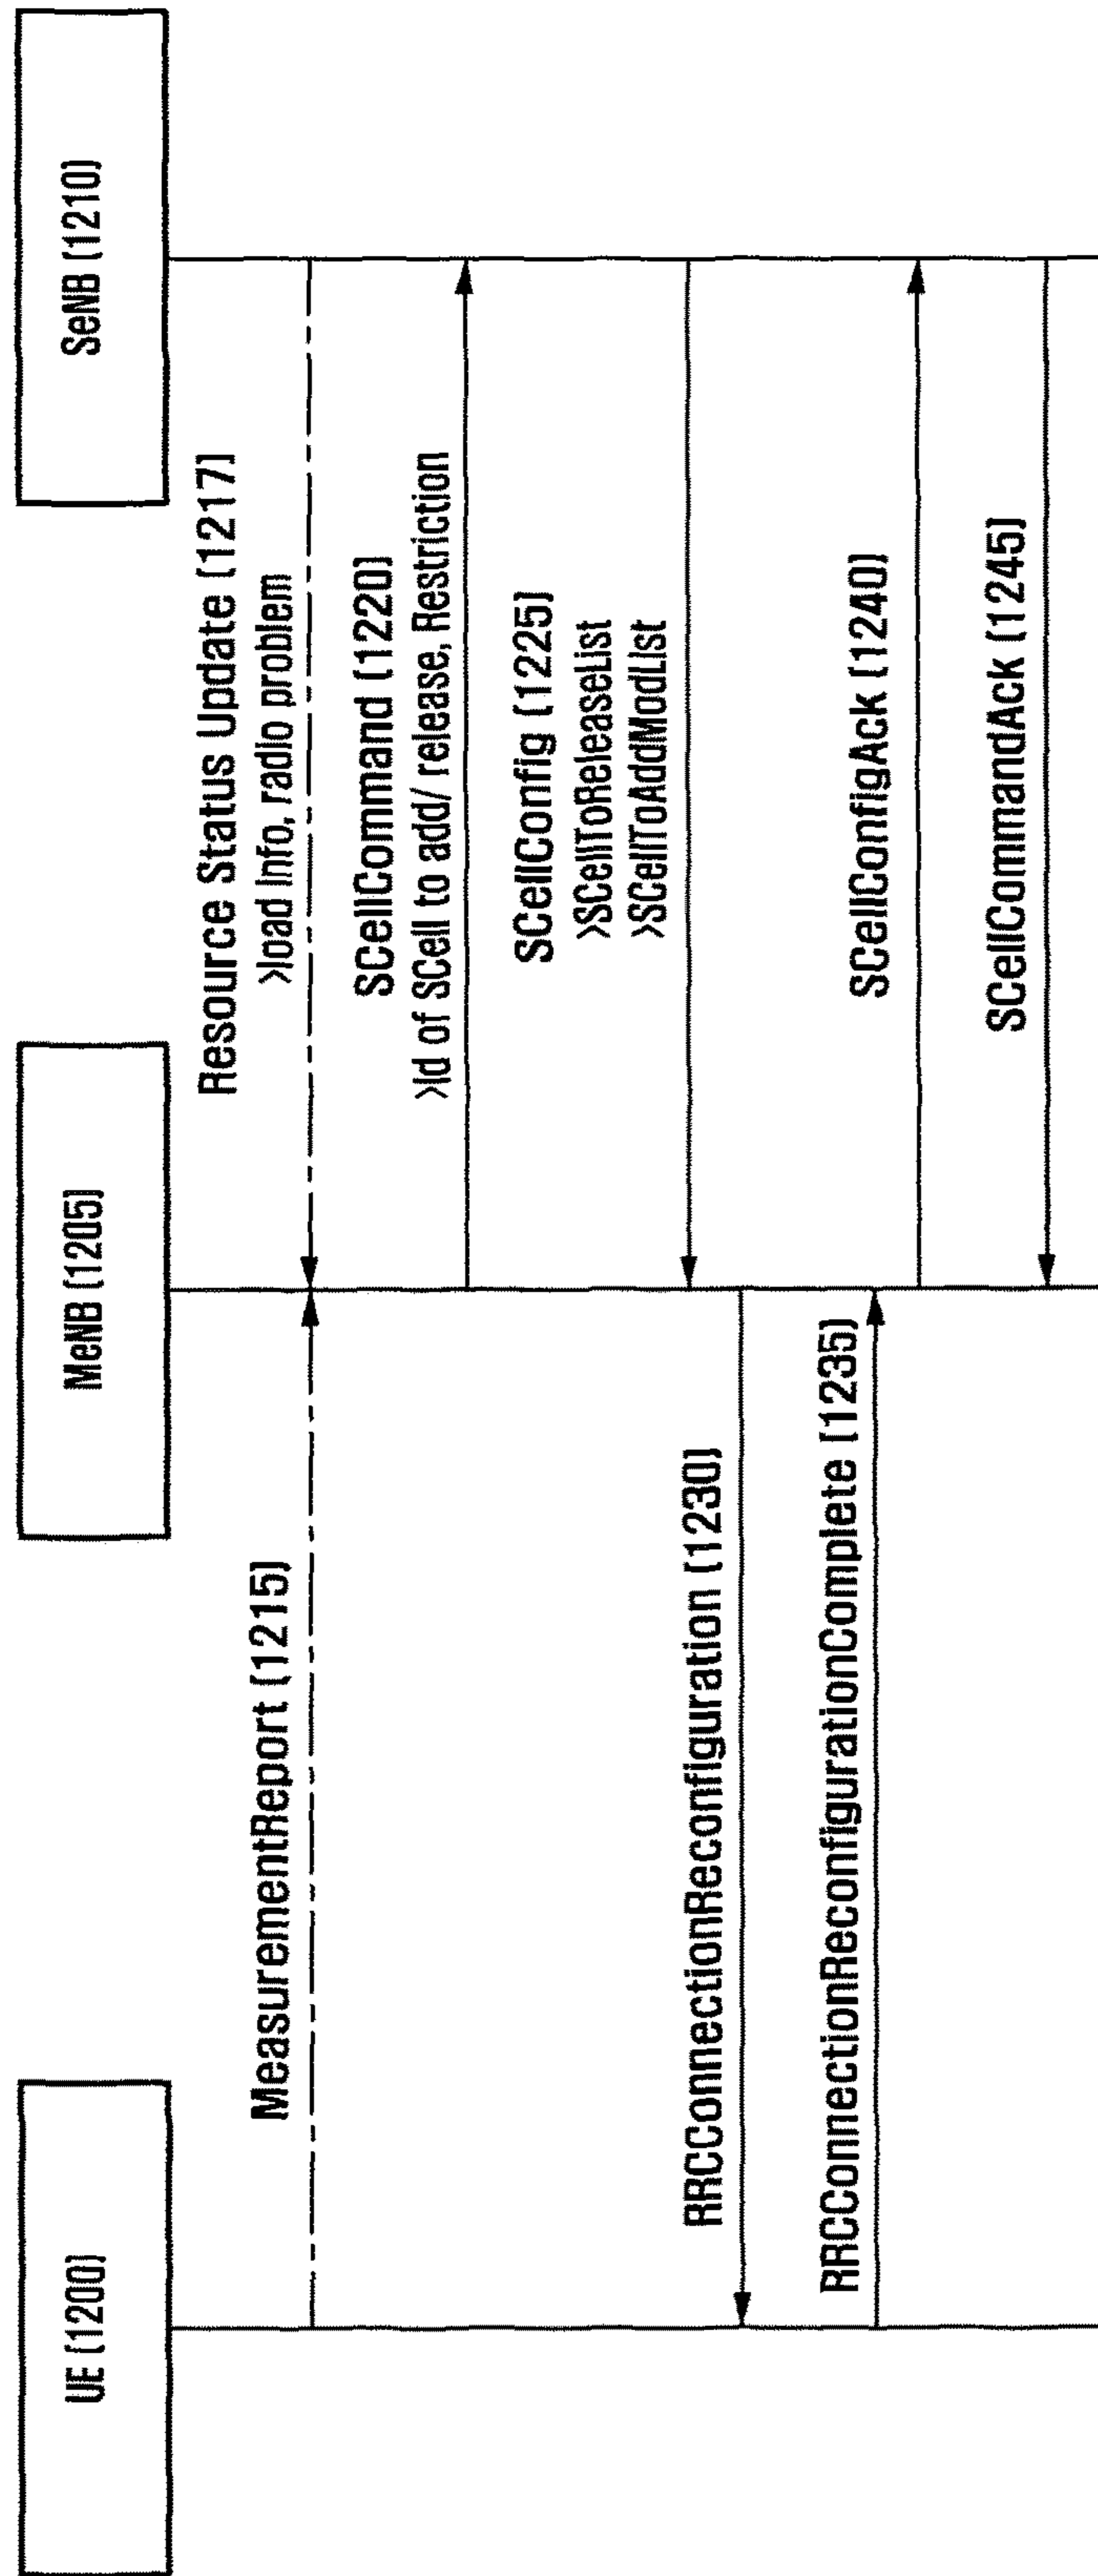 UE (1200)
MeNB (1205)
SeNB (1210)
MeasurementReport (1215)
Resource Status Update (1217)
>load Info, radio problem
SCellCommand (1220)
>Id of SCell to add/ release, Restriction
SCellConfig (1225)
>SCellToReleaseList
>SCellToAddModList
RRCConnectionReconfiguration (1230)
RRCConnectionReconfigurationComplete (1235)
SCellConfigAck (1240)
SCellCommandAck (1245)